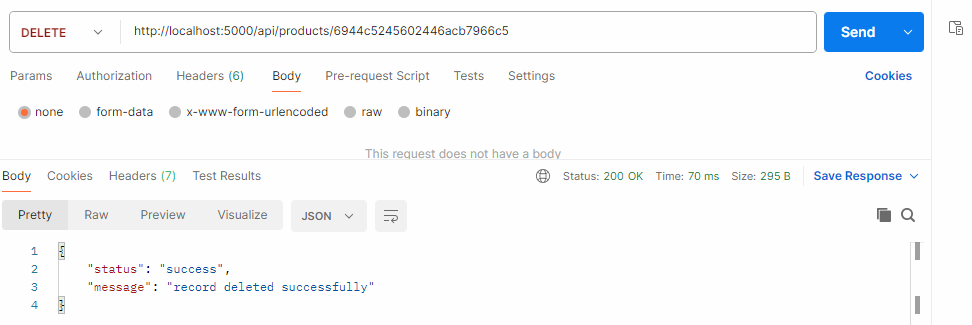 DELETE http://localhost:5000/api/products/6944c5245602446acb7966c5 Send
Params Authorization Headers (6) Body Pre-request Script Tests Settings Cookies
none form-data x-www-form-urlencoded raw binary
This request does not have a body
Body Cookies Headers (7) Test Results Status: 200 OK Time: 70 ms Size: 295 B Save Response
Pretty Raw Preview Visualize JSON
1 {
2 "status": "success",
3 "message": "record deleted successfully"
4 }